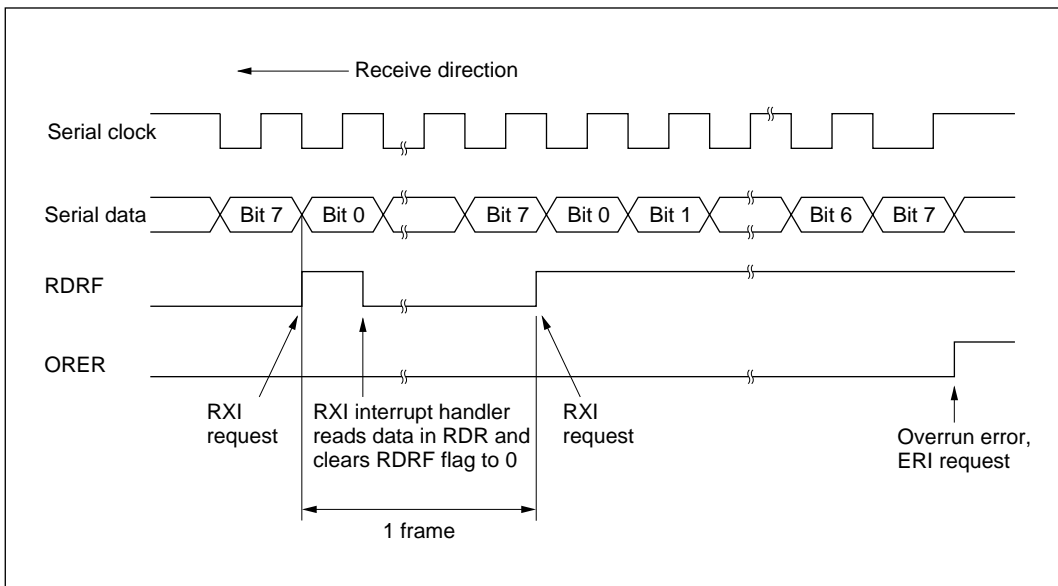 Receive direction
Serial clock
Serial data
Bit 7
Bit 0
Bit 7
Bit 0
Bit 1
Bit 6
Bit 7
RDRF
ORER
RXI
request
RXI interrupt handler
reads data in RDR and
clears RDRF flag to 0
RXI
request
Overrun error,
ERI request
1 frame